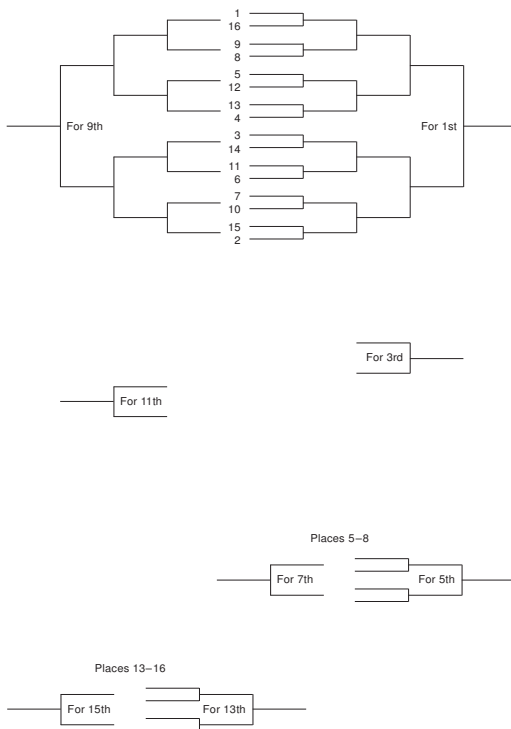 1
16
9
8
5
12
13
4
For 9th
For 1st
3
14
11
6
7
10
15
2
For 3rd
For 11th
Places 5–8
For 7th
For 5th
Places 13–16
For 15th
For 13th